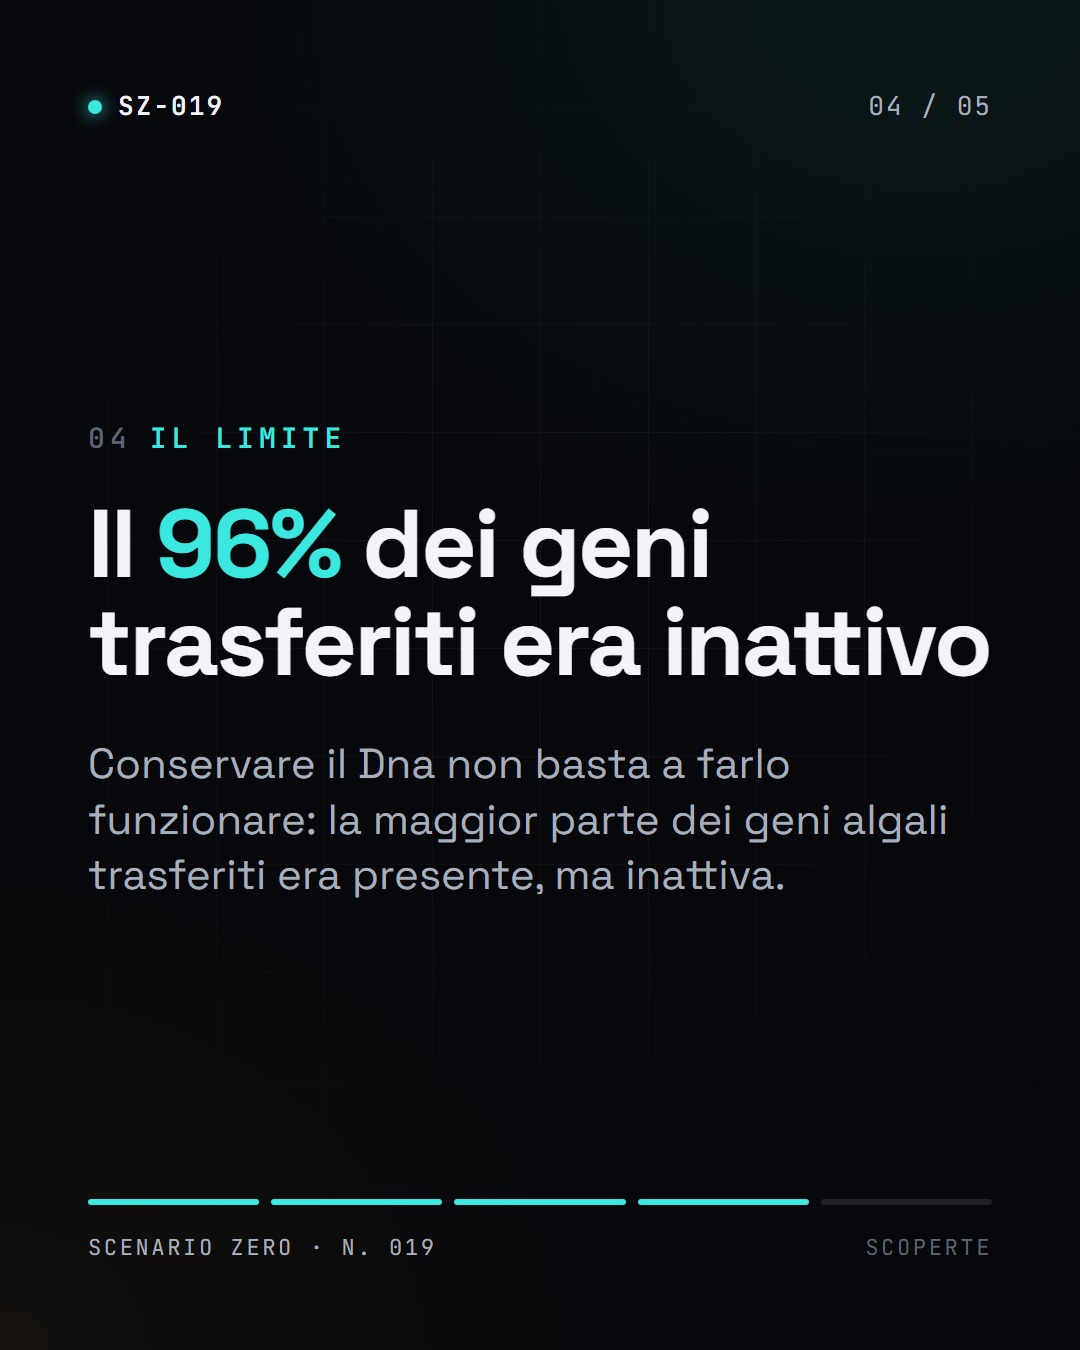 SZ-019
04 / 05
04 IL LIMITE
Il 96% dei geni
trasferiti era inattivo
Conservare il Dna non basta a farlo
funzionare: la maggior parte dei geni algali
trasferiti era presente, ma inattiva.
SCENARIO ZERO · N. 019
SCOPERTE